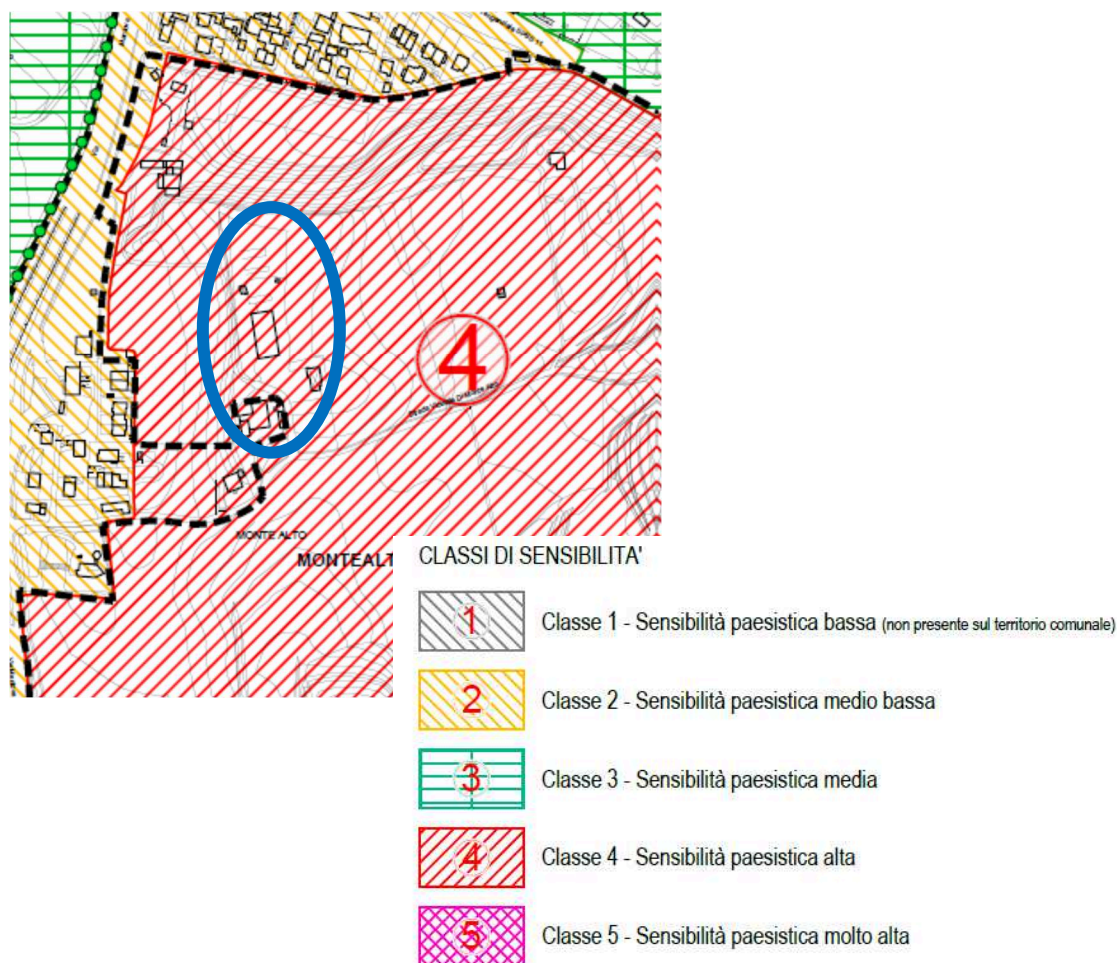 4
MONTE ALTO
MONTEALT
CLASSI DI SENSIBILITA'
1 Classe 1 - Sensibilità paesistica bassa (non presente sul territorio comunale)
2 Classe 2 - Sensibilità paesistica medio bassa
3 Classe 3 - Sensibilità paesistica media
4 Classe 4 - Sensibilità paesistica alta
5 Classe 5 - Sensibilità paesistica molto alta